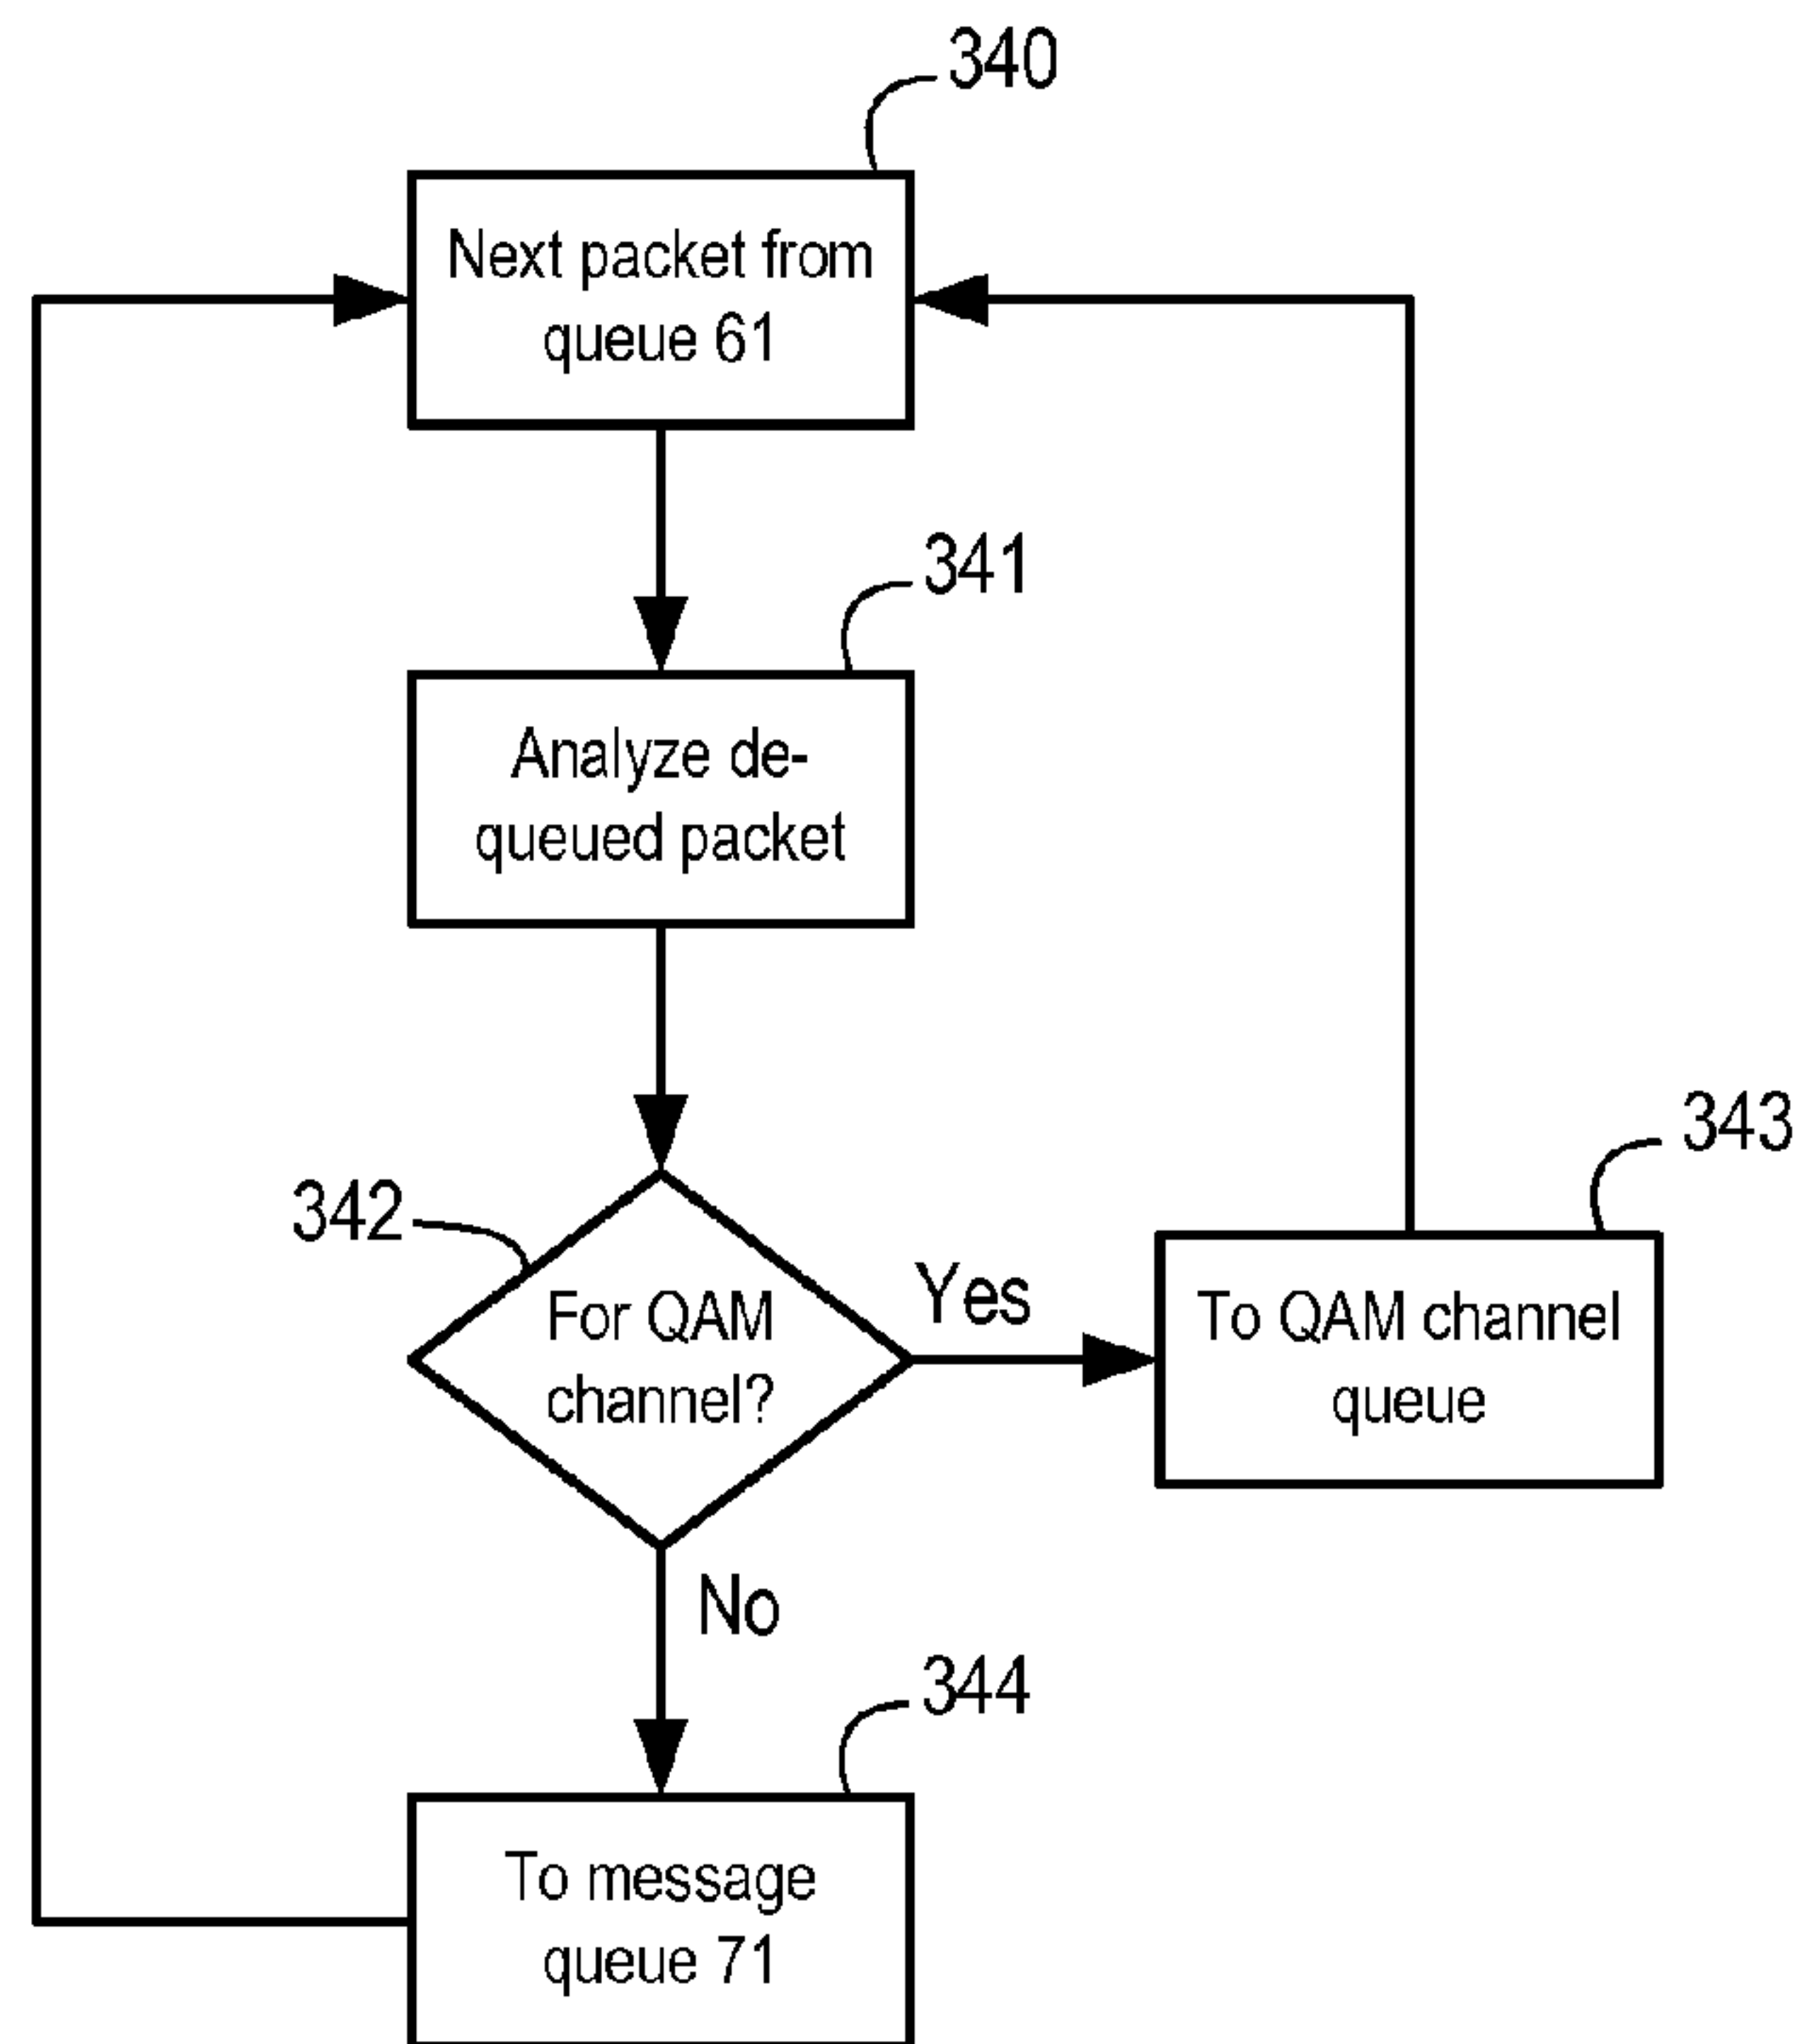 340
Next packet from
queue 61
341
Analyze de-
queued packet
342
For QAM
channel?
Yes
343
To QAM channel
queue
No
344
To message
queue 71